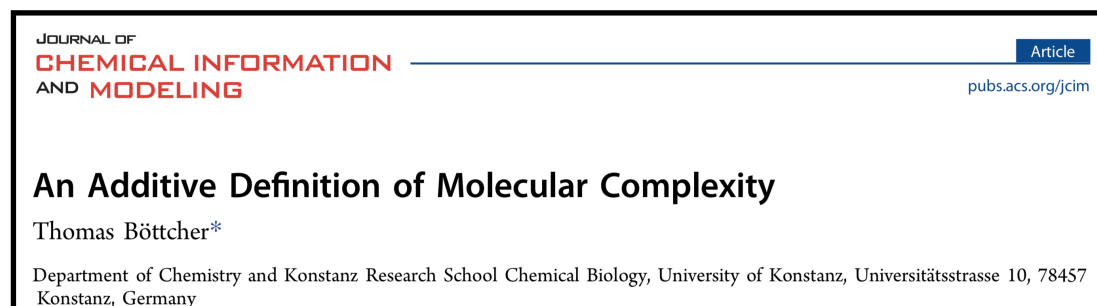 JOURNAL OF
CHEMICAL INFORMATION
AND MODELING
Article
pubs.acs.org/jcim
An Additive Definition of Molecular Complexity
Thomas Böttcher*
Department of Chemistry and Konstanz Research School Chemical Biology, University of Konstanz, Universitätsstrasse 10, 78457
Konstanz, Germany